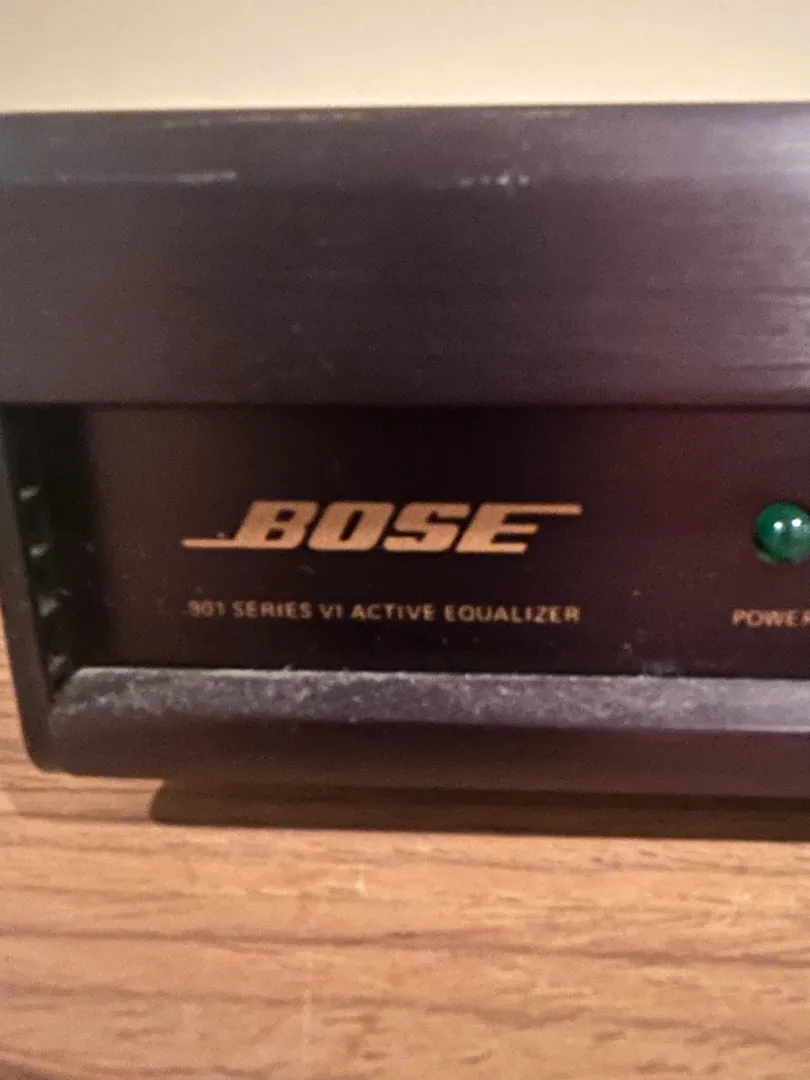 BOSE
901 SERIES VI ACTIVE EQUALIZER
POWER